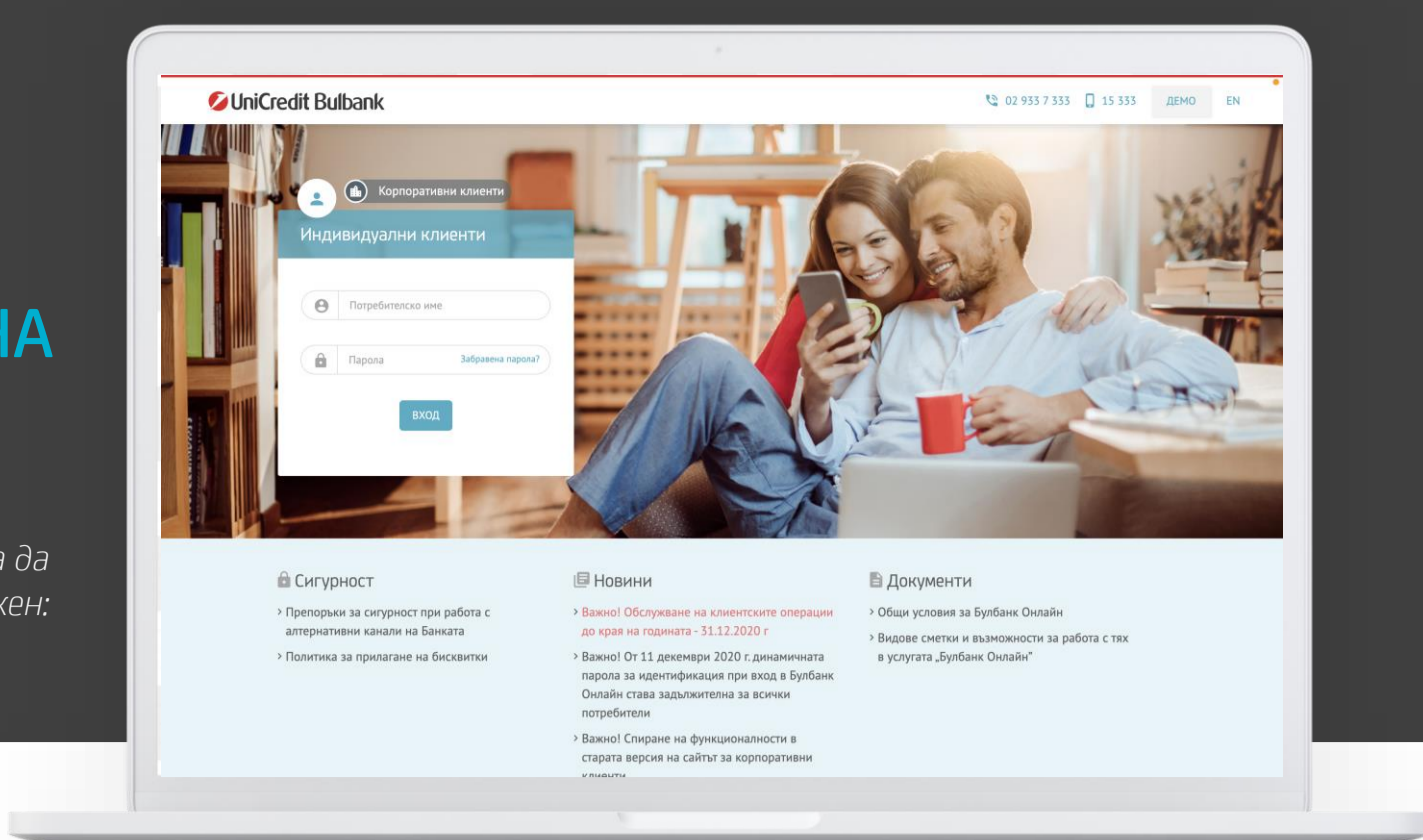 UniCredit Bulbank
02 933 7 333
15 333
ДЕМО
EN
Корпоративни клиенти
Индивидуални клиенти
Потребителско име
Парола
Забравена парола?
ВХОД
НА
да
Сигурност
Препоръки за сигурност при работа с
алтернативни канали на Банката
Политика за прилагане на бисквитки
Новини
Важно! Обслужване на клиентските операции
до края на годината - 31.12.2020 г
Важно! От 11 декември 2020 г. динамичната
парола за идентификация при вход в Булбанк
Онлайн става задължителна за всички
потребители
Важно! Спиране на функционалности в
старата версия на сайтът за корпоративни
клиенти
Документи
Общи условия за Булбанк Онлайн
Видове сметки и възможности за работа с тях
в услугата „Булбанк Онлайн”